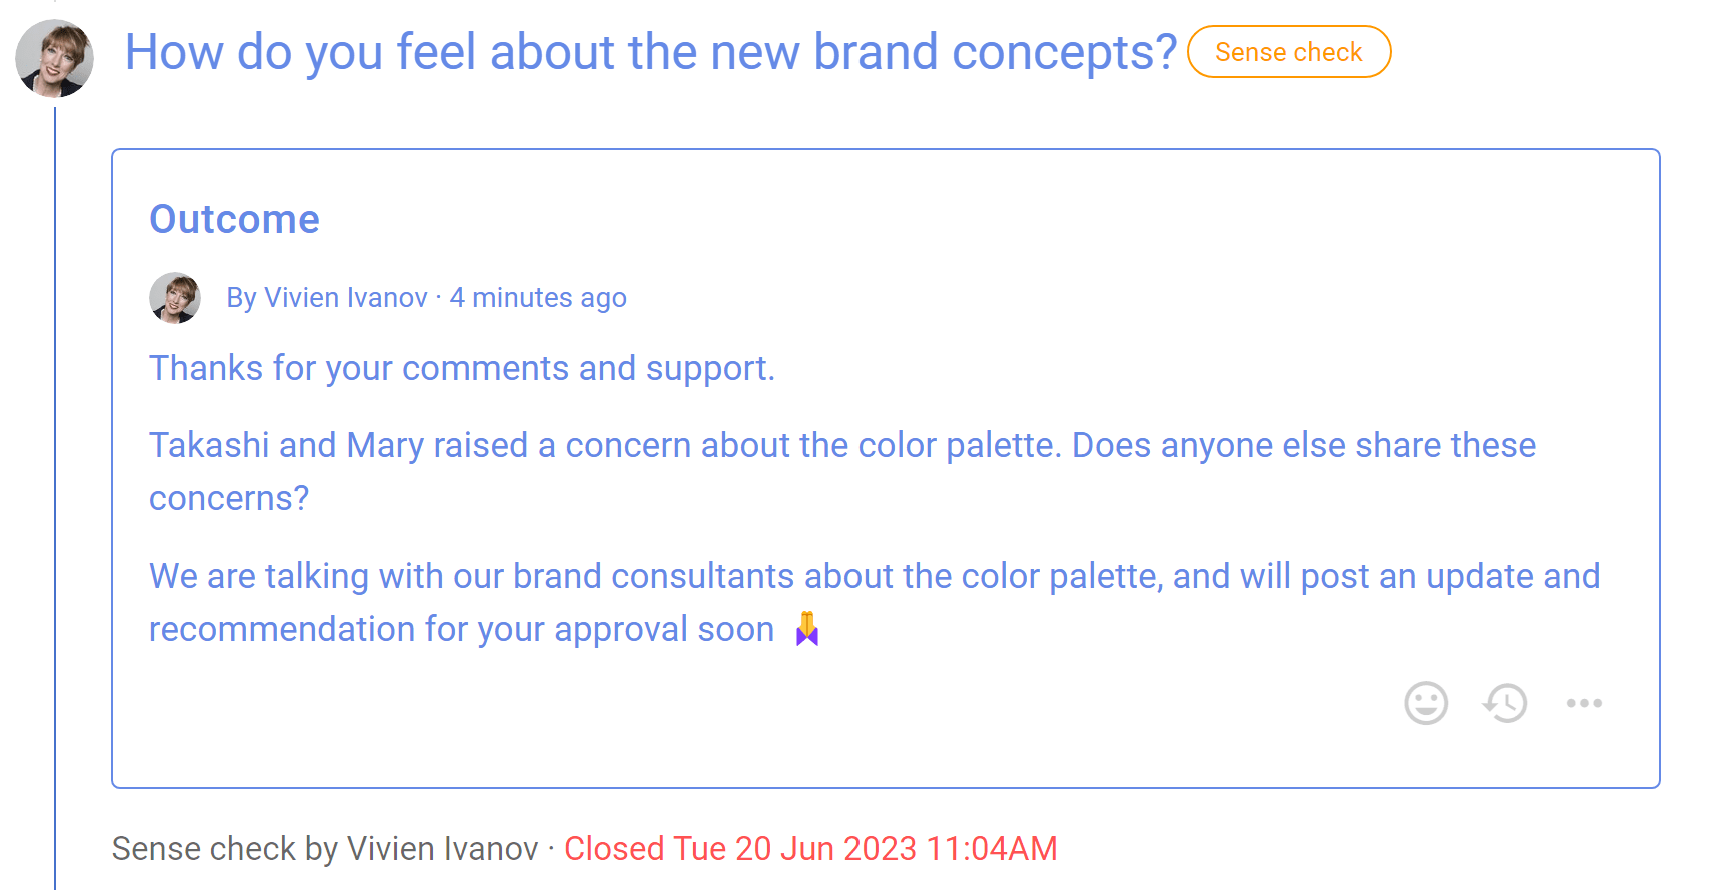 How do you feel about the new brand concepts? Sense check
Outcome
By Vivien Ivanov · 4 minutes ago
Thanks for your comments and support.
Takashi and Mary raised a concern about the color palette. Does anyone else share these
concerns?
We are talking with our brand consultants about the color palette, and will post an update and
recommendation for your approval soon 🙏
Sense check by Vivien Ivanov · Closed Tue 20 Jun 2023 11:04AM